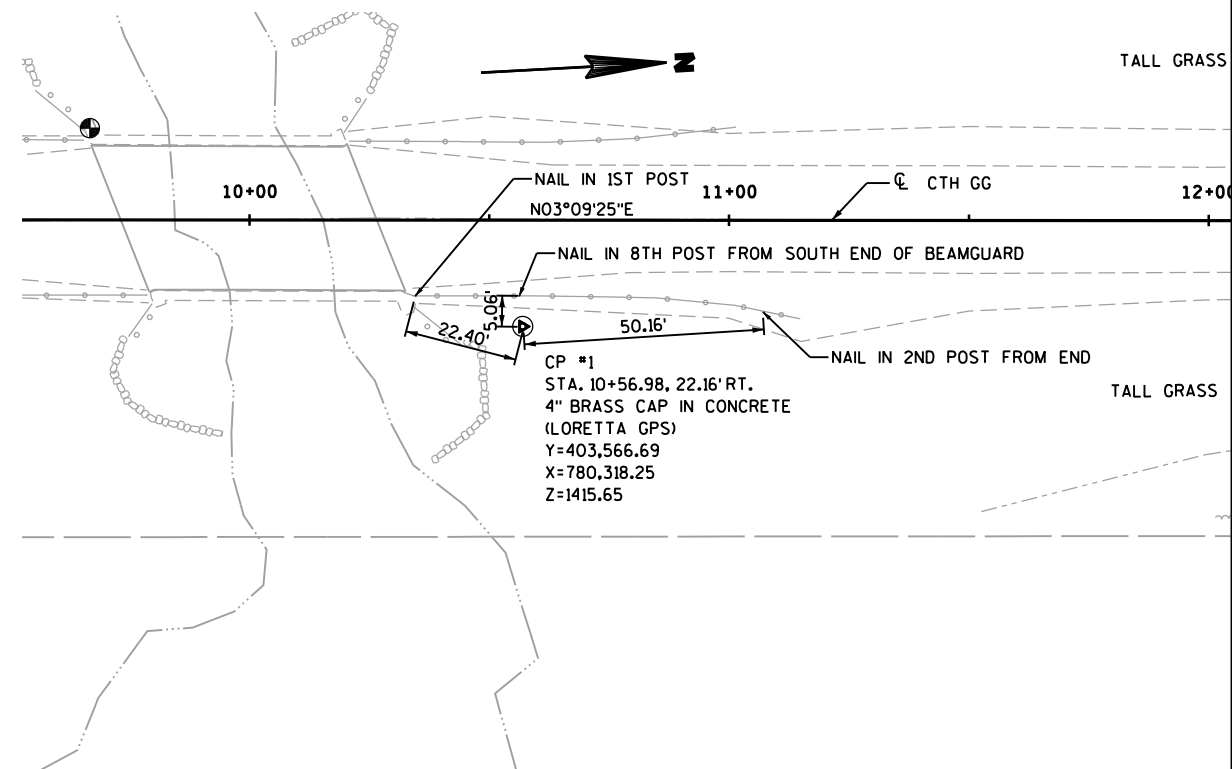 N
TALL GRASS
NAIL IN 1ST POST
10+00
11+00
℄ CTH GG
12+00
N03°09'25"E
NAIL IN 8TH POST FROM SOUTH END OF BEAMGUARD
5.06'
22.40'
50.16'
NAIL IN 2ND POST FROM END
CP #1
STA. 10+56.98, 22.16' RT.
4" BRASS CAP IN CONCRETE
(LORETTA GPS)
Y=403,566.69
X=780,318.25
Z=1415.65
TALL GRASS